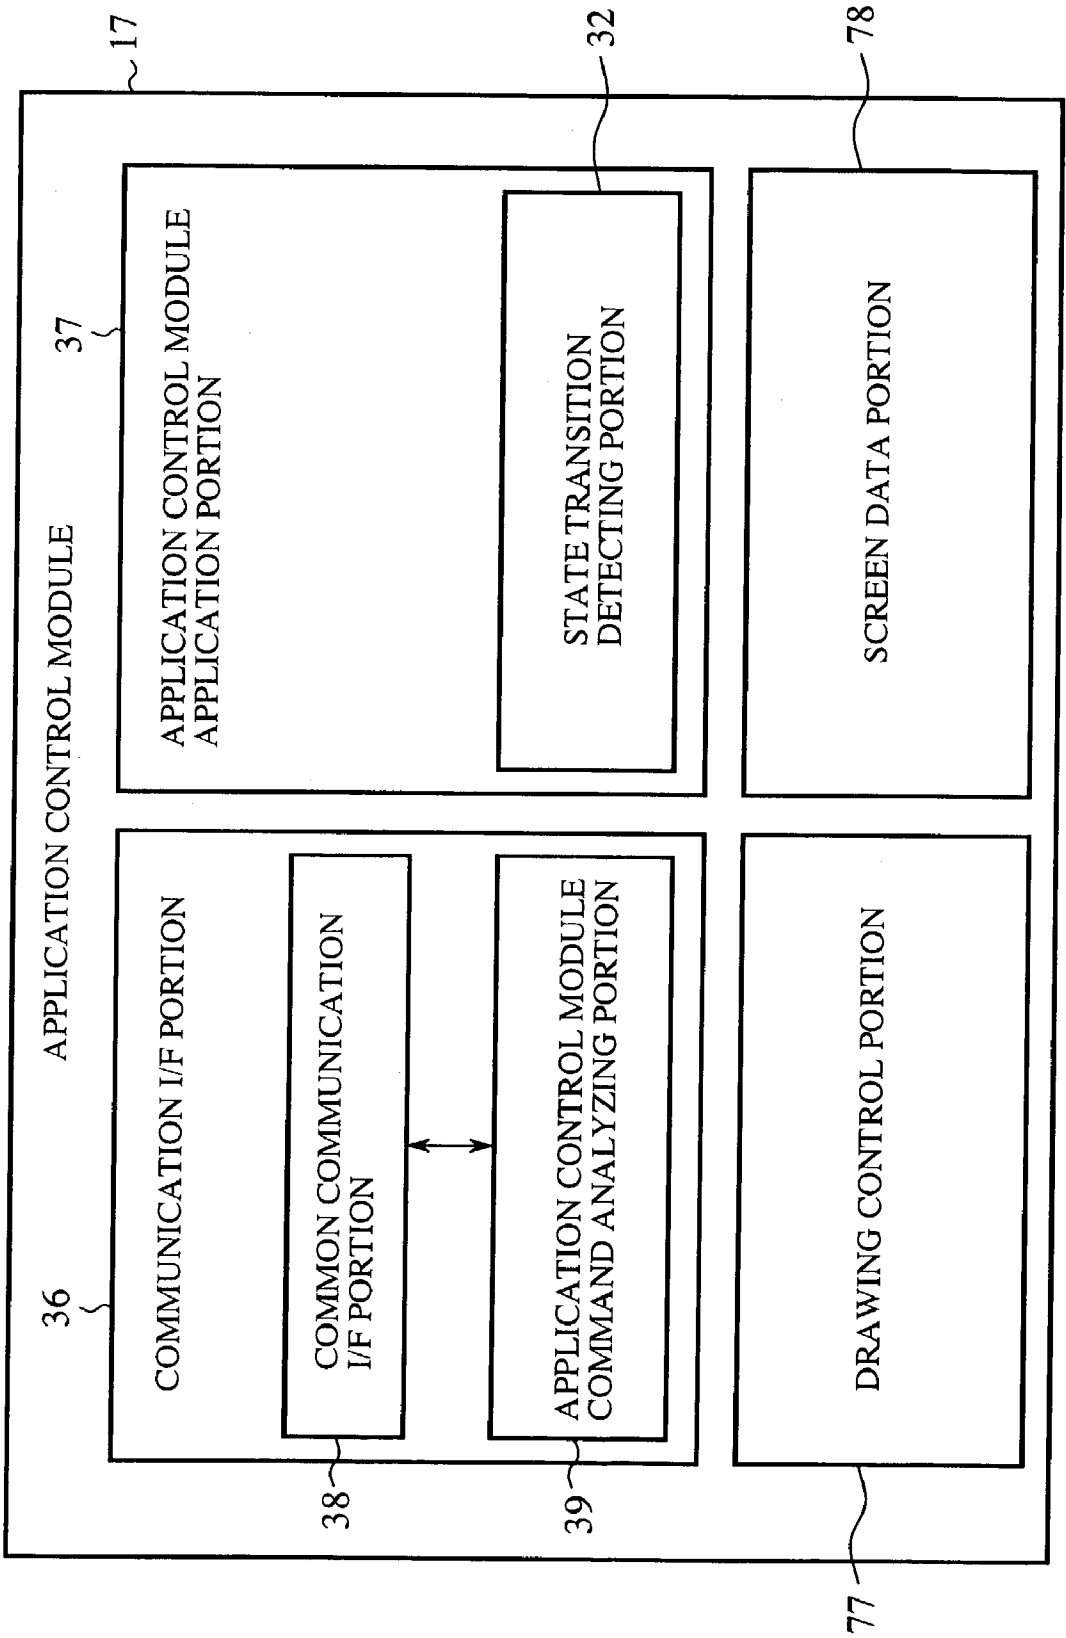 APPLICATION CONTROL MODULE
17
36
COMMUNICATION I/F PORTION
COMMON COMMUNICATION
I/F PORTION
38
APPLICATION CONTROL MODULE
COMMAND ANALYZING PORTION
39
37
APPLICATION CONTROL MODULE
APPLICATION PORTION
STATE TRANSITION
DETECTING PORTION
32
DRAWING CONTROL PORTION
77
SCREEN DATA PORTION
78